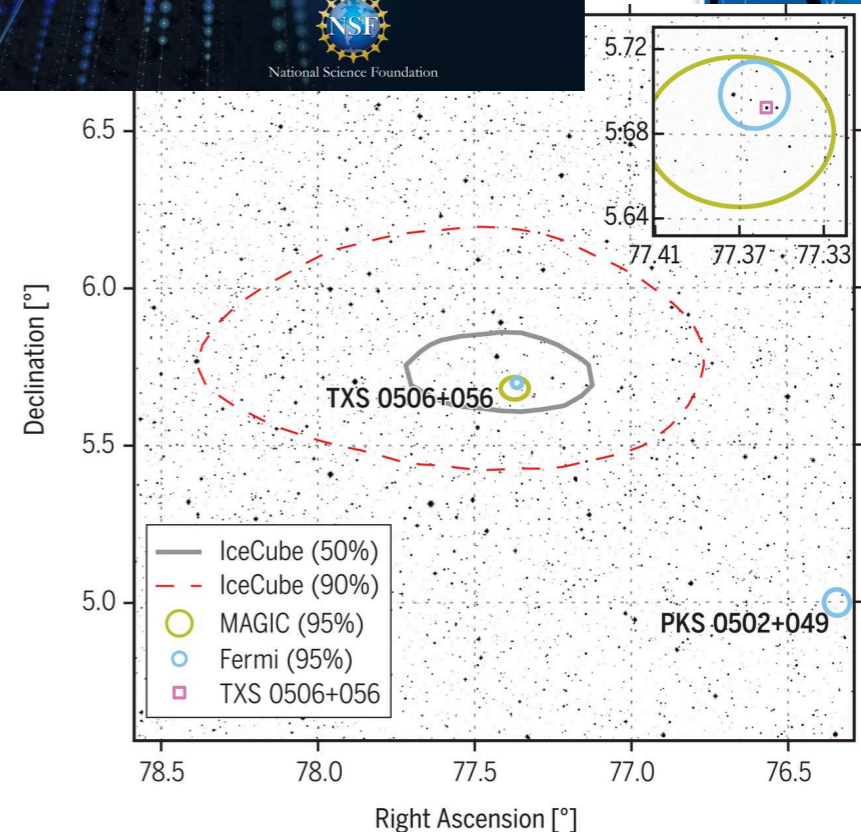 NSF
National Science Foundation
5.72
5.68
5.64
77.41 77.37 77.33
6.5
6.0
5.5
5.0
Declination [°]
TXS 0506+056
PKS 0502+049
IceCube (50%)
IceCube (90%)
MAGIC (95%)
Fermi (95%)
TXS 0506+056
78.5 78.0 77.5 77.0 76.5
Right Ascension [°]